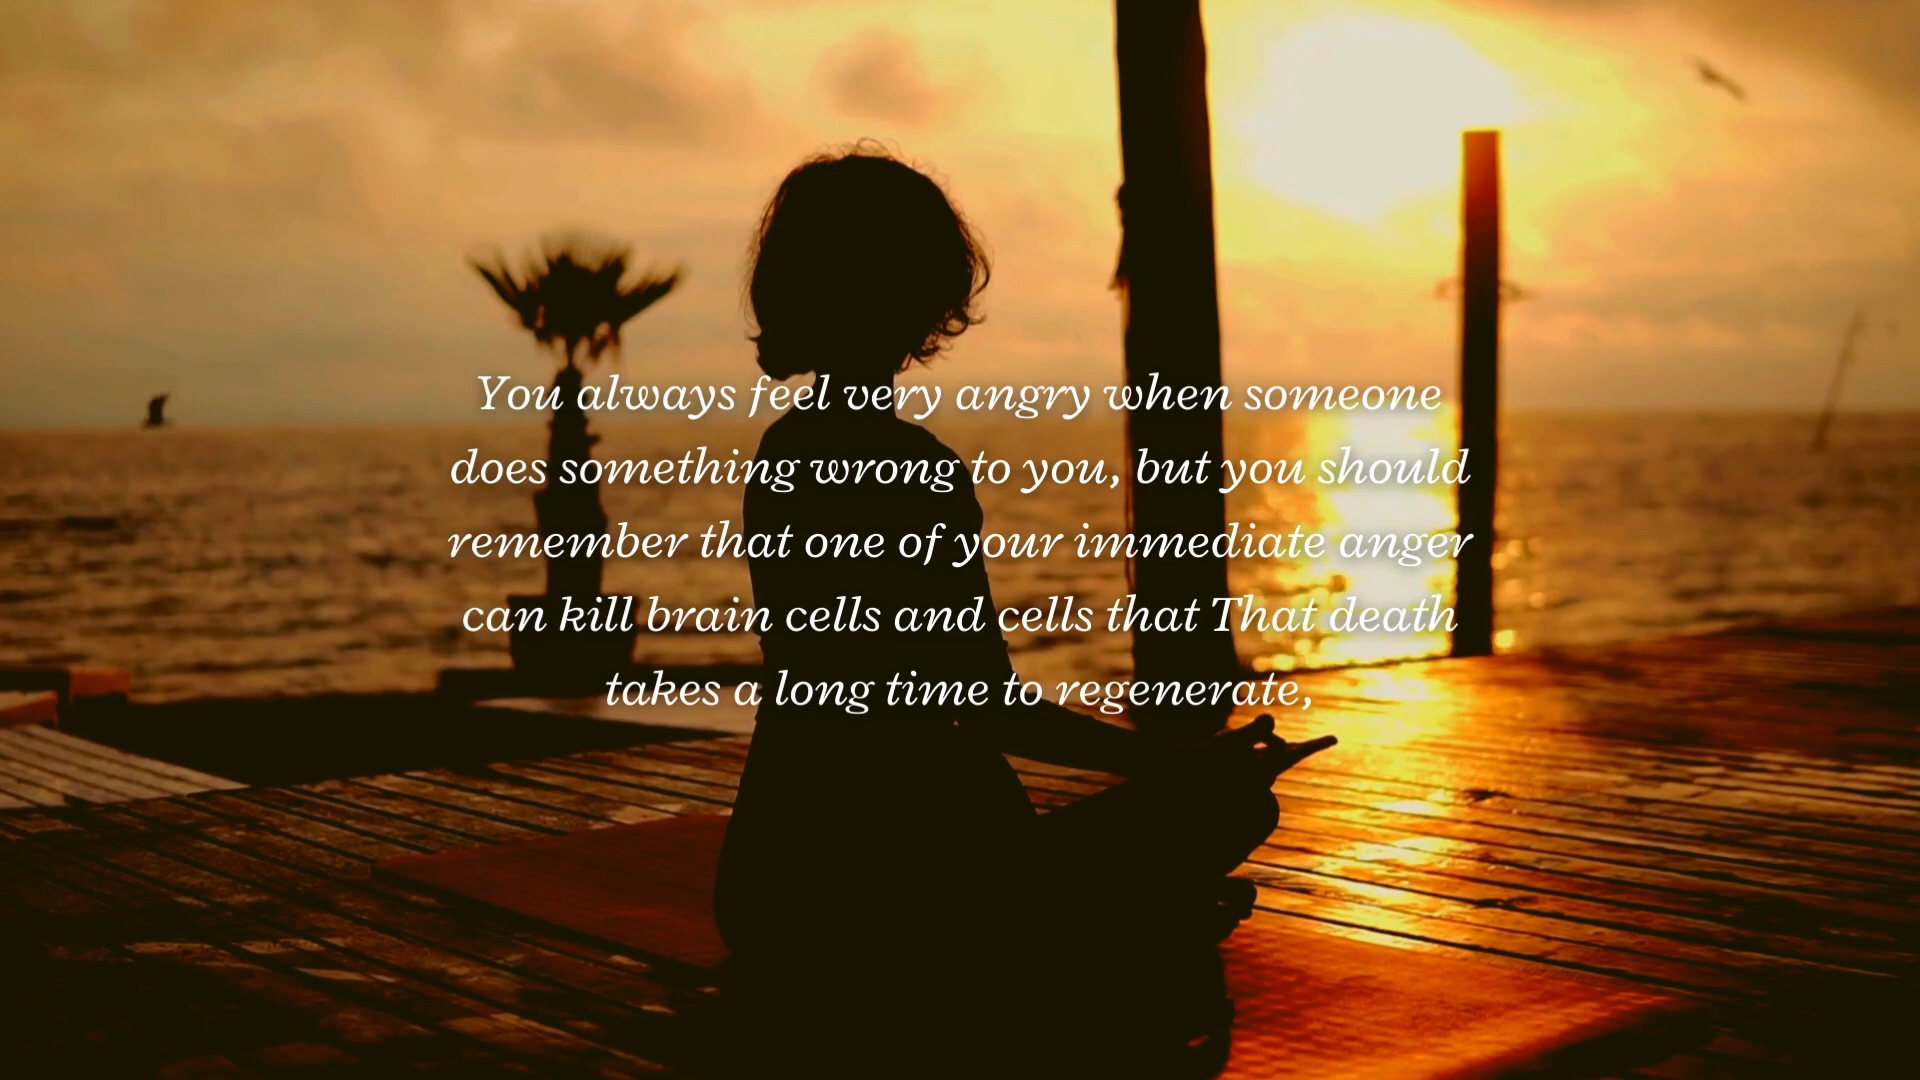 You always feel very angry when someone
does something wrong to you, but you should
remember that one of your immediate anger
can kill brain cells and cells that That death
takes a long time to regenerate,